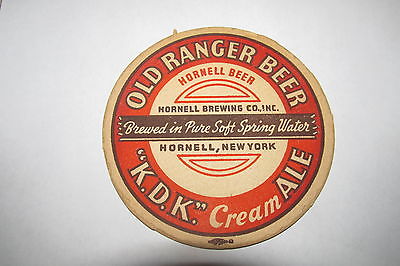 OLD RANGER BEER
HORNELL BEER
HORNELL BREWING CO., INC.
Brewed in Pure Soft Spring Water
HORNELL, NEW YORK
"K.D.K." Cream ALE